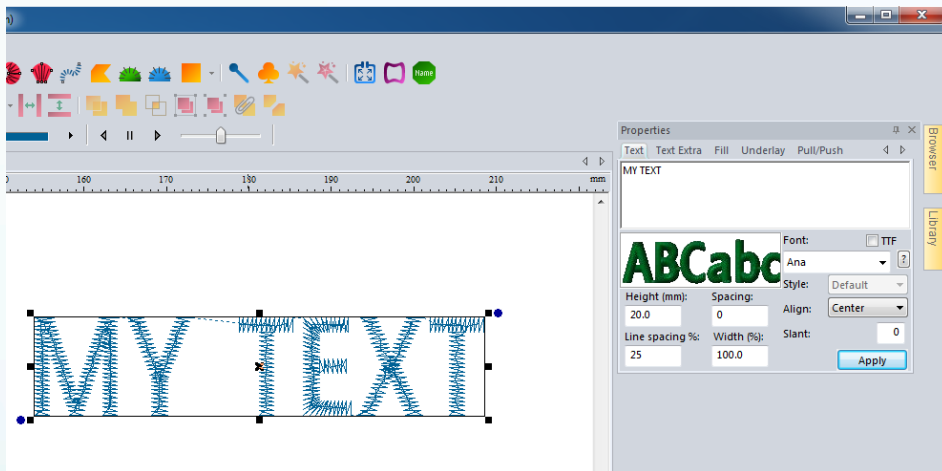 n)
Name
Properties
Text Text Extra Fill Underlay Pull/Push
MY TEXT
Browser
Library
160 170 180 190 200 210 mm
ABCabc
Font: TTF
Ana ?
Style: Default
Height (mm): Spacing:
20.0 0
Align: Center
Line spacing %: Width (%):
Slant: 0
25 100.0
Apply
MY TEXT